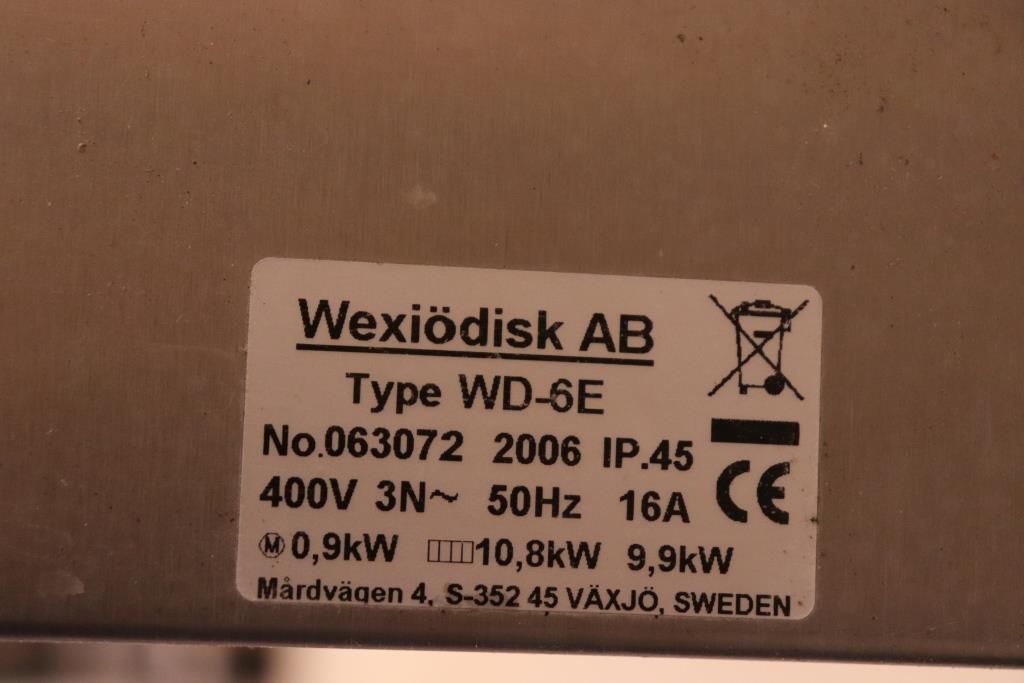 Wexiödisk AB
Type WD-6E
No.063072 2006 IP.45
400V 3N~ 50Hz 16A
M 0,9kW 10,8kW 9,9kW
Mårdvägen 4, S-352 45 VÄXJÖ, SWEDEN
CE